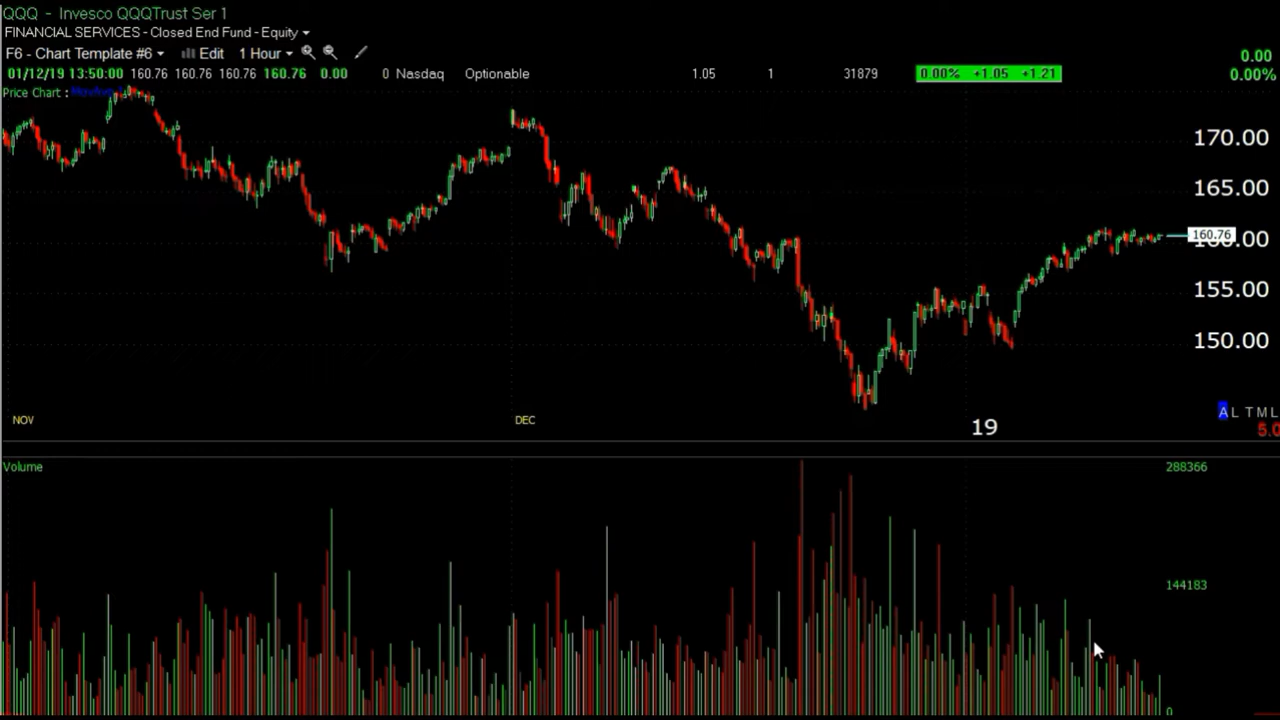 QQQ - Invesco QQQTrust Ser 1
FINANCIAL SERVICES - Closed End Fund - Equity
F6 - Chart Template #6 Edit 1 Hour
0.00
01/12/19 13:50:00 160.76 160.76 160.76 160.76 0.00 0 Nasdaq Optionable 1.05 1 31879 0.00% +1.05 +1.21 0.00%
Price Chart :
170.00
165.00
160.76
160.00
155.00
150.00
A L T M L
NOV DEC 19
5.0
Volume 288366
144183
0